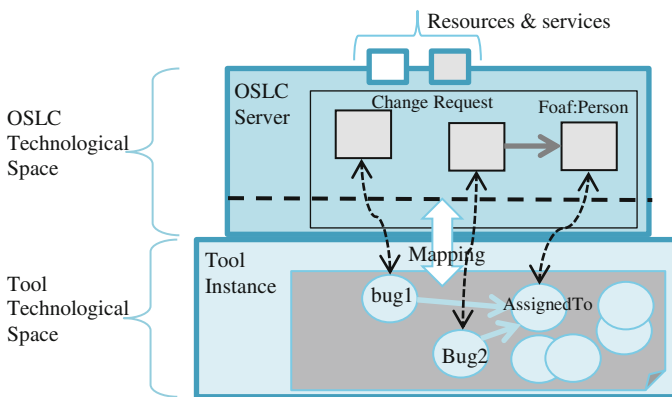 Resources & services
OSLC
Technological
Space
OSLC
Server
Change Request
Foaf:Person
Mapping
Tool
Technological
Space
Tool
Instance
bug1
AssignedTo
Bug2